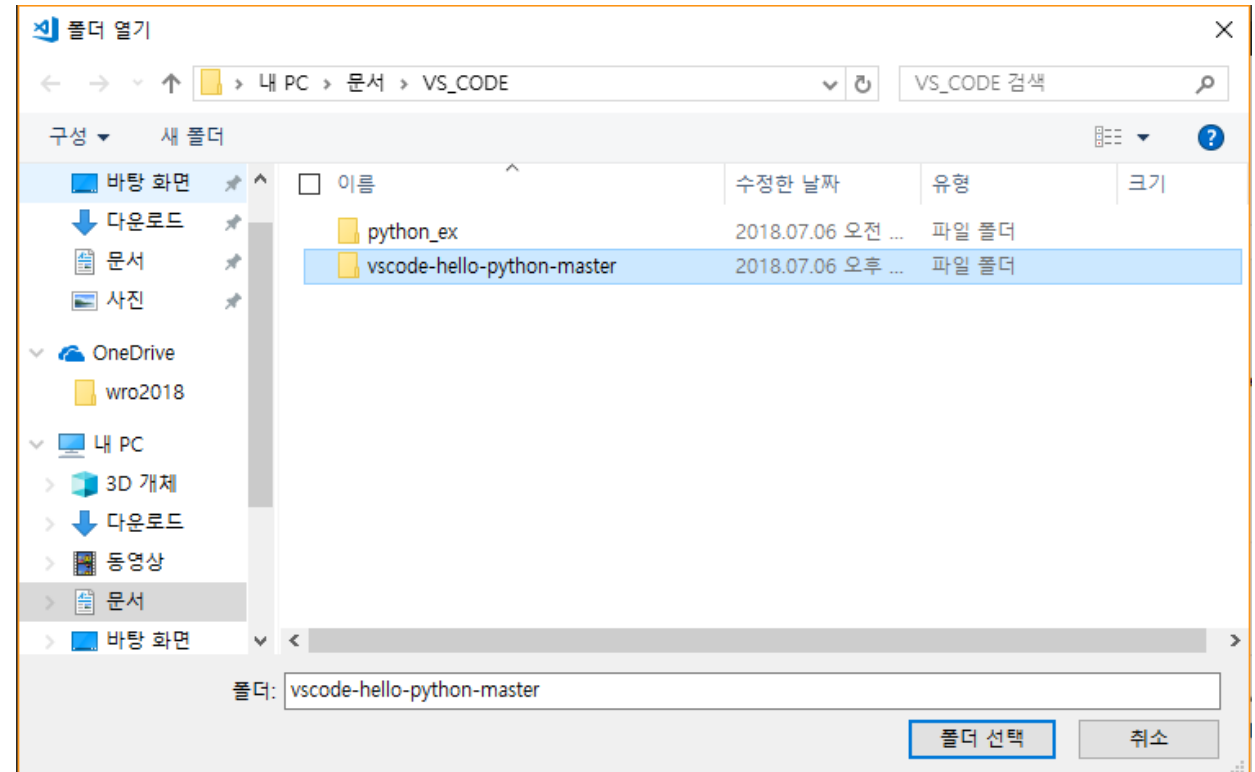 폴더 열기
내 PC › 문서 › VS_CODE
VS_CODE 검색
구성
새 폴더
?
바탕 화면
다운로드
문서
사진
OneDrive
wro2018
내 PC
3D 개체
다운로드
동영상
문서
바탕 화면
이름 수정한 날짜 유형 크기
python_ex 2018.07.06 오전 ... 파일 폴더
vscode-hello-python-master 2018.07.06 오후 ... 파일 폴더
폴더: vscode-hello-python-master
폴더 선택 취소